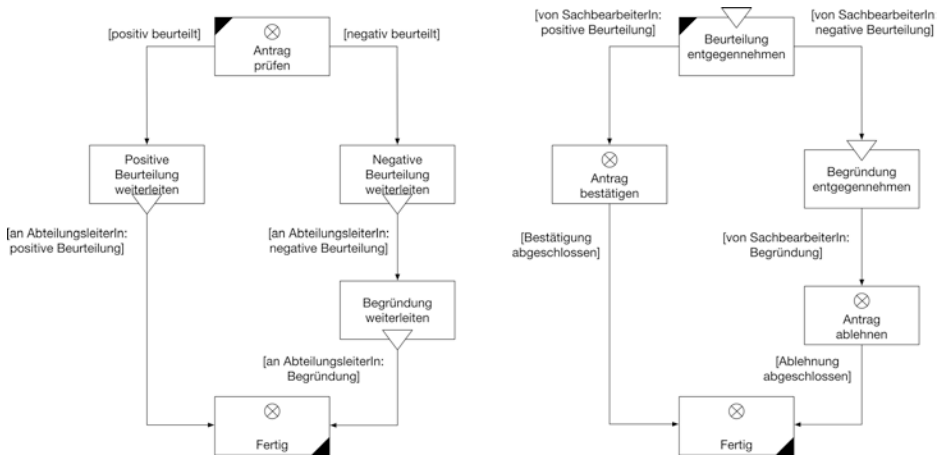 [positiv beurteilt]
Antrag
prüfen
[negativ beurteilt]
Positive
Beurteilung
weiterleiten
Negative
Beurteilung
weiterleiten
[an AbteilungsleiterIn:
positive Beurteilung]
[an AbteilungsleiterIn:
negative Beurteilung]
Begründung
weiterleiten
[an AbteilungsleiterIn:
Begründung]
Fertig
[von SachbearbeiterIn:
positive Beurteilung]
Beurteilung
entgegennehmen
[von SachbearbeiterIn:
negative Beurteilung]
Antrag
bestätigen
Begründung
entgegennehmen
[Bestätigung
abgeschlossen]
[von SachbearbeiterIn:
Begründung]
Antrag
ablehnen
[Ablehnung
abgeschlossen]
Fertig